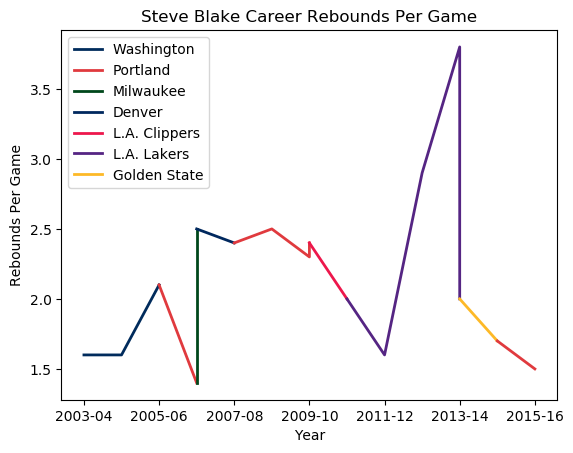 Steve Blake Career Rebounds Per Game
Washington
Portland
Milwaukee
Denver
L.A. Clippers
L.A. Lakers
Golden State
Rebounds Per Game
3.5
3.0
2.5
2.0
1.5
2003-04 2005-06 2007-08 2009-10 2011-12 2013-14 2015-16
Year